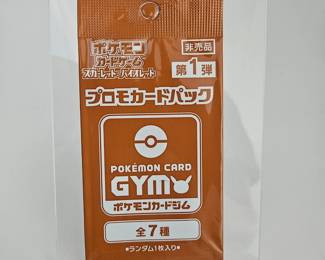 ポケモン
カードゲーム
スカーレット&バイオレット
非売品
第1弾
プロモカードパック
POKÉMON CARD
GYM
ポケモンカードジム
全7種
■ランダム1枚入り■